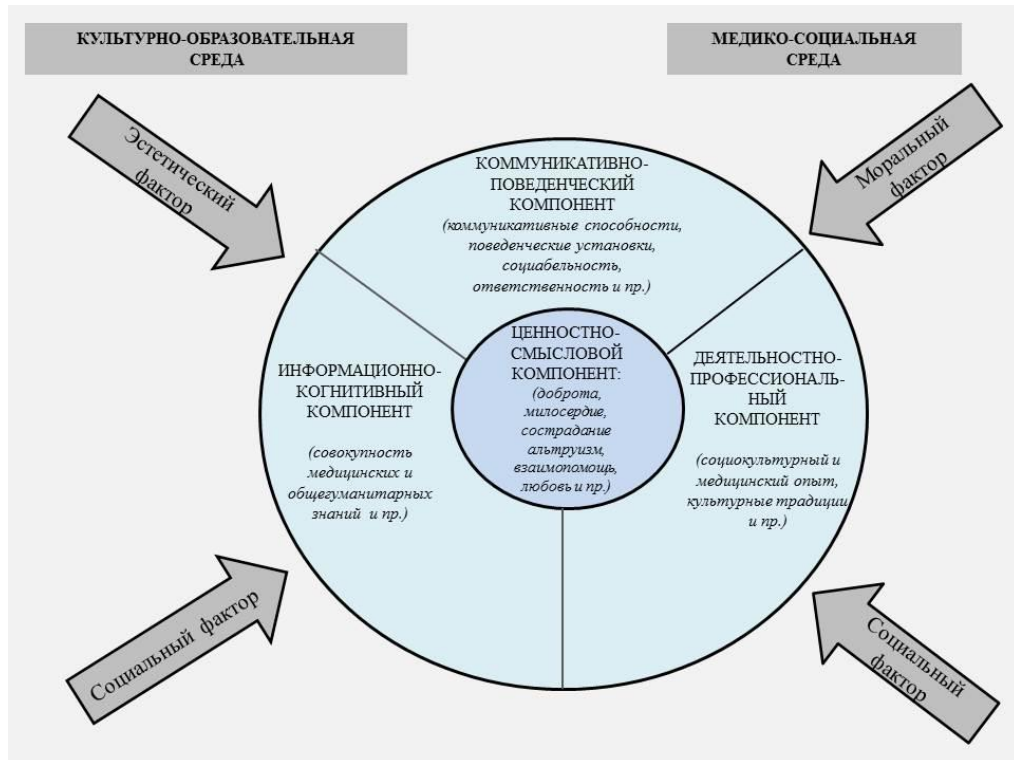 КУЛЬТУРНО-ОБРАЗОВАТЕЛЬНАЯ
СРЕДА
МЕДИКО-СОЦИАЛЬНАЯ
СРЕДА
Эстетический
фактор
Моральный
фактор
КОММУНИКАТИВНО-
ПОВЕДЕНЧЕСКИЙ
КОМПОНЕНТ
(коммуникативные способности,
поведенческие установки,
социабельность,
ответственность и пр.)
ИНФОРМАЦИОННО-
КОГНИТИВНЫЙ
КОМПОНЕНТ
(совокупность
медицинских и
общегуманитарных
знаний и пр.)
ЦЕННОСТНО-
СМЫСЛОВОЙ
КОМПОНЕНТ:
(доброта,
милосердие,
сострадание
альтруизм,
взаимопомощь,
любовь и пр.)
ДЕЯТЕЛЬНОСТНО-
ПРОФЕССИОНАЛЬ-
НЫЙ
КОМПОНЕНТ
(социокультурный и
медицинский опыт,
культурные традиции
и пр.)
Социальный фактор
Социальный
фактор